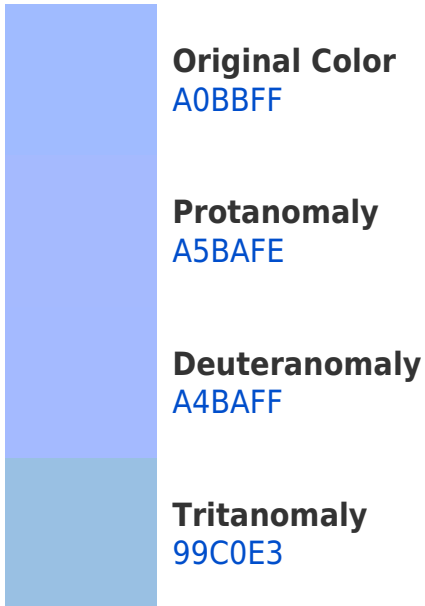 Original Color
A0BBFF
Protanomaly
A5BAFE
Deuteranomaly
A4BAFF
Tritanomaly
99C0E3